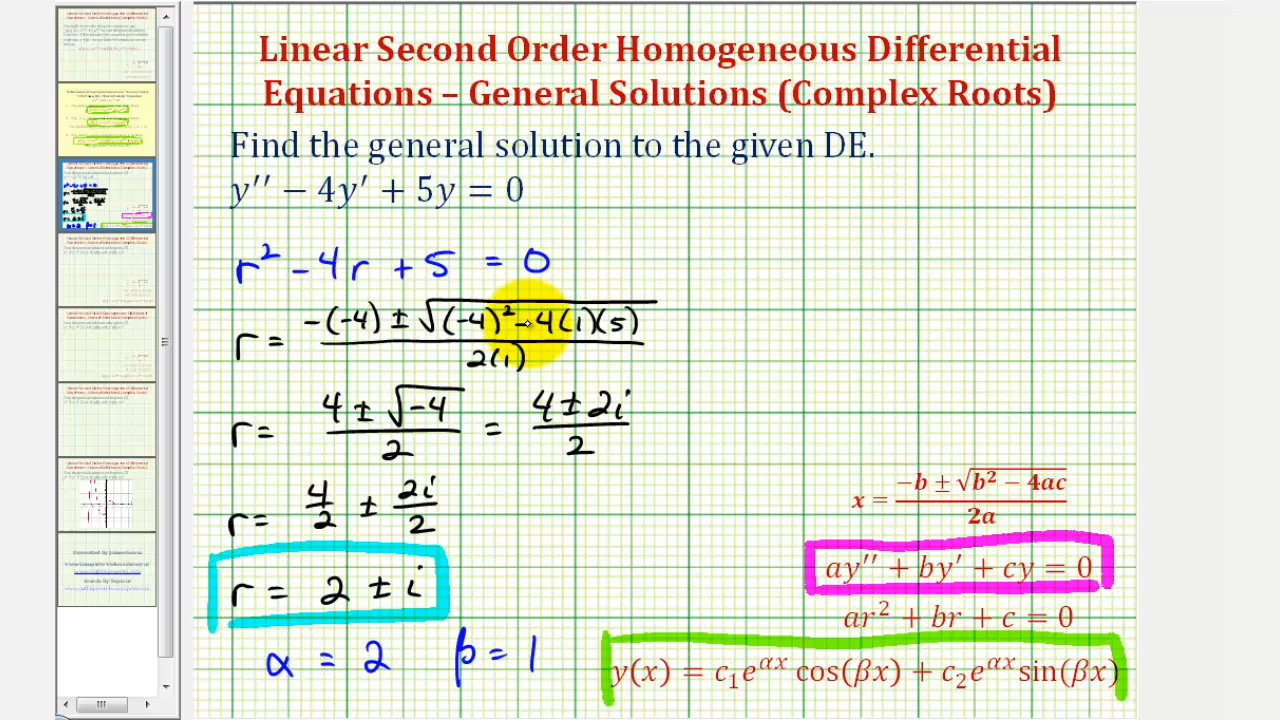 Linear Second Order Homogeneous Differential
Equations – General Solutions (Complex Roots)
Find the general solution to the given DE.
y′′ − 4y′ + 5y = 0
r² − 4r + 5 = 0
r = (−(−4) ± √((−4)² − 4(1)(5))) / 2(1)
r = (4 ± √−4) / 2 = (4 ± 2i) / 2
r = 4/2 ± 2i/2
r = 2 ± i
α = 2 β = 1
x = (−b ± √(b² − 4ac)) / 2a
ay′′ + by′ + cy = 0
ar² + br + c = 0
y(x) = c₁e^{αx} cos(βx) + c₂e^{αx} sin(βx)